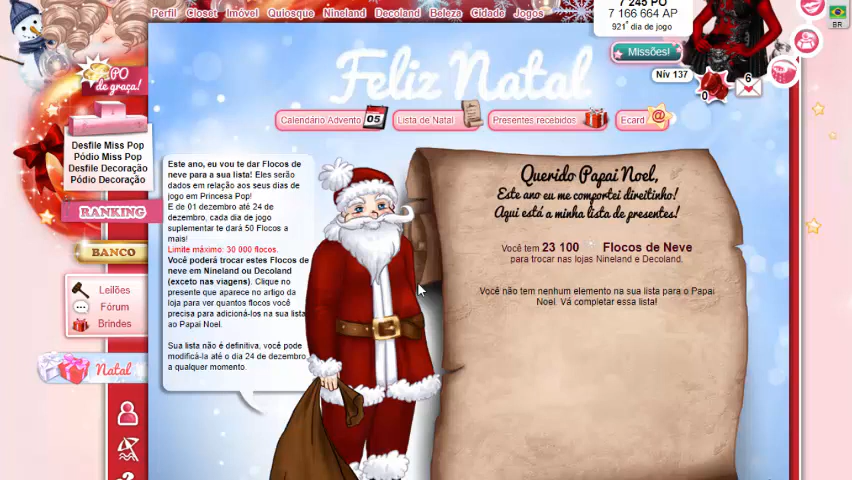 Perfil Closet Imóvel Quiosque Nineland Decoland Beleza Cidade Jogos
7 245 PO
7 166 664 AP
921° dia de jogo
BR
Missões!
Nív 137
0
6
PO
de graça!
Feliz Natal
Calendário Advento 05
Lista de Natal
Presentes recebidos
Ecard @
Desfile Miss Pop
Pódio Miss Pop
Desfile Decoração
Pódio Decoração
RANKING
BANCO
Leilões
Fórum
Brindes
Natal
Este ano, eu vou te dar Flocos de
neve para a sua lista! Eles serão
dados em relação aos seus dias de
jogo em Princesa Pop!
E de 01 dezembro até 24 de
dezembro, cada dia de jogo
suplementar te dará 50 Flocos a
mais!
Limite máximo: 30 000 flocos.
Você poderá trocar estes Flocos de
neve em Nineland ou Decoland
(exceto nas viagens). Clique no
presente que aparece no artigo da
loja para ver quantos flocos você
precisa para adicioná-los na sua lista
ao Papai Noel.
Sua lista não é definitiva, você pode
modificá-la até o dia 24 de dezembro,
a qualquer momento.
Querido Papai Noel,
Este ano eu me comportei direitinho!
Aqui está a minha lista de presentes!
Você tem 23 100 Flocos de Neve
para trocar nas lojas Nineland e Decoland.
Você não tem nenhum elemento na sua lista para o Papai
Noel. Vá completar essa lista!